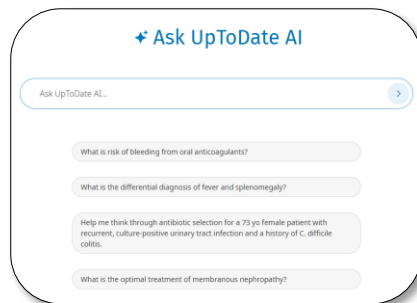 Ask UpToDate AI
Ask UpToDate AI...
What is risk of bleeding from oral anticoagulants?
What is the differential diagnosis of fever and splenomegaly?
Help me think through antibiotic selection for a 73 yo female patient with
recurrent, culture-positive urinary tract infection and a history of C. difficile
colitis.
What is the optimal treatment of membranous nephropathy?